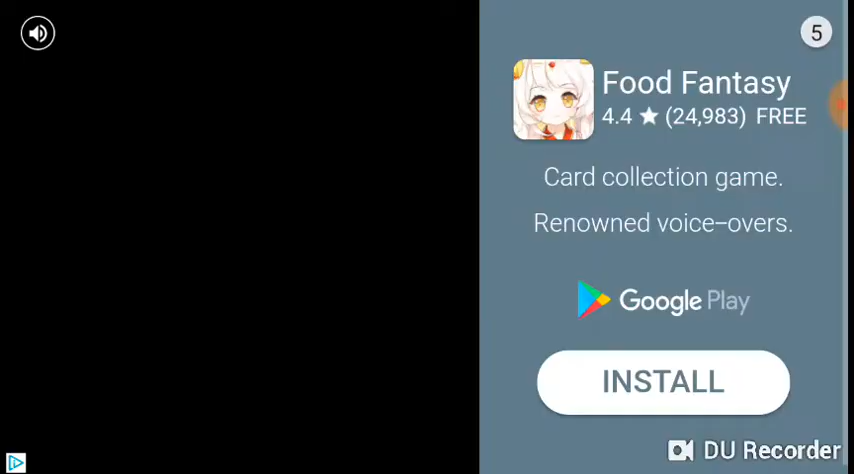 5
Food Fantasy
4.4 ★ (24,983) FREE
Card collection game.
Renowned voice-overs.
Google Play
INSTALL
DU Recorder